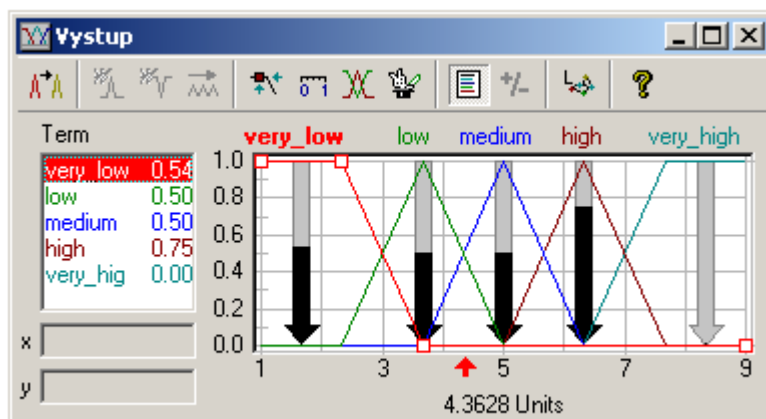 Vystup
Term
very_low 0.54
low 0.50
medium 0.50
high 0.75
very_hig 0.00
x
y
very_low low medium high very_high
1.0
0.8
0.6
0.4
0.2
0.0
1 3 5 7 9
4.3628 Units